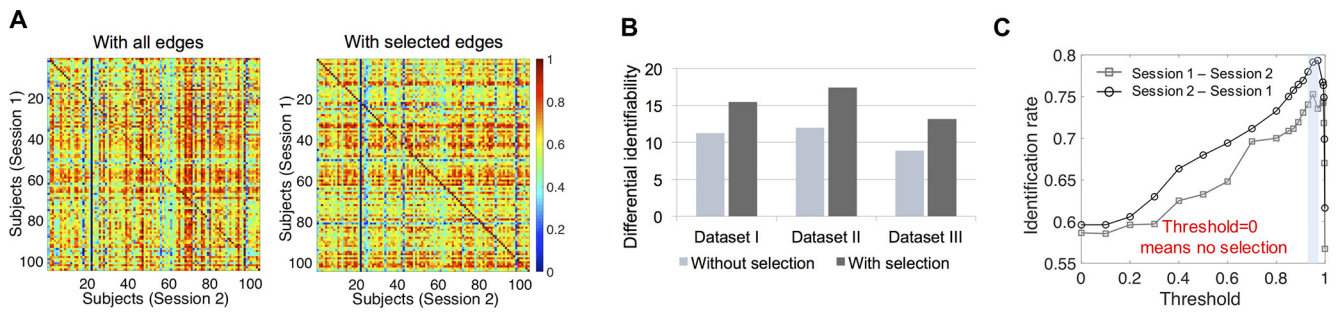 A
With all edges
Subjects (Session 1)
20
40
60
80
100
20 40 60 80 100
Subjects (Session 2)
With selected edges
Subjects (Session 1)
20
40
60
80
100
20 40 60 80 100
Subjects (Session 2)
1
0.8
0.6
0.4
0.2
0
B
Differential identifiability
20
15
10
5
0
Dataset I Dataset II Dataset III
Without selection With selection
C
Identification rate
0.8
0.75
0.7
0.65
0.6
0.55
Session 1 – Session 2
Session 2 – Session 1
Threshold=0
means no selection
0 0.2 0.4 0.6 0.8 1
Threshold